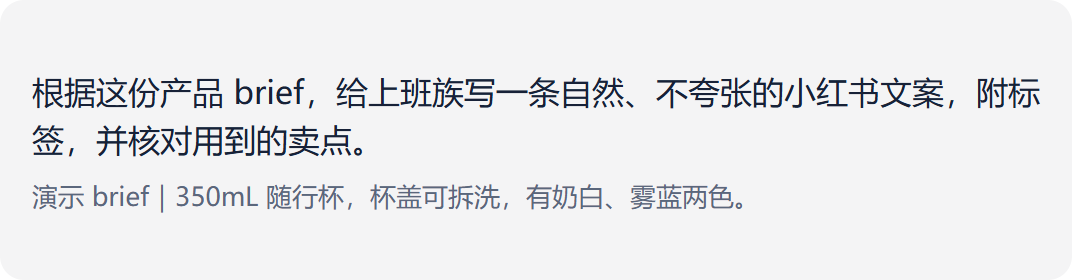 根据这份产品 brief，给上班族写一条自然、不夸张的小红书文案，附标
签，并核对用到的卖点。
演示 brief｜350mL 随行杯，杯盖可拆洗，有奶白、雾蓝两色。